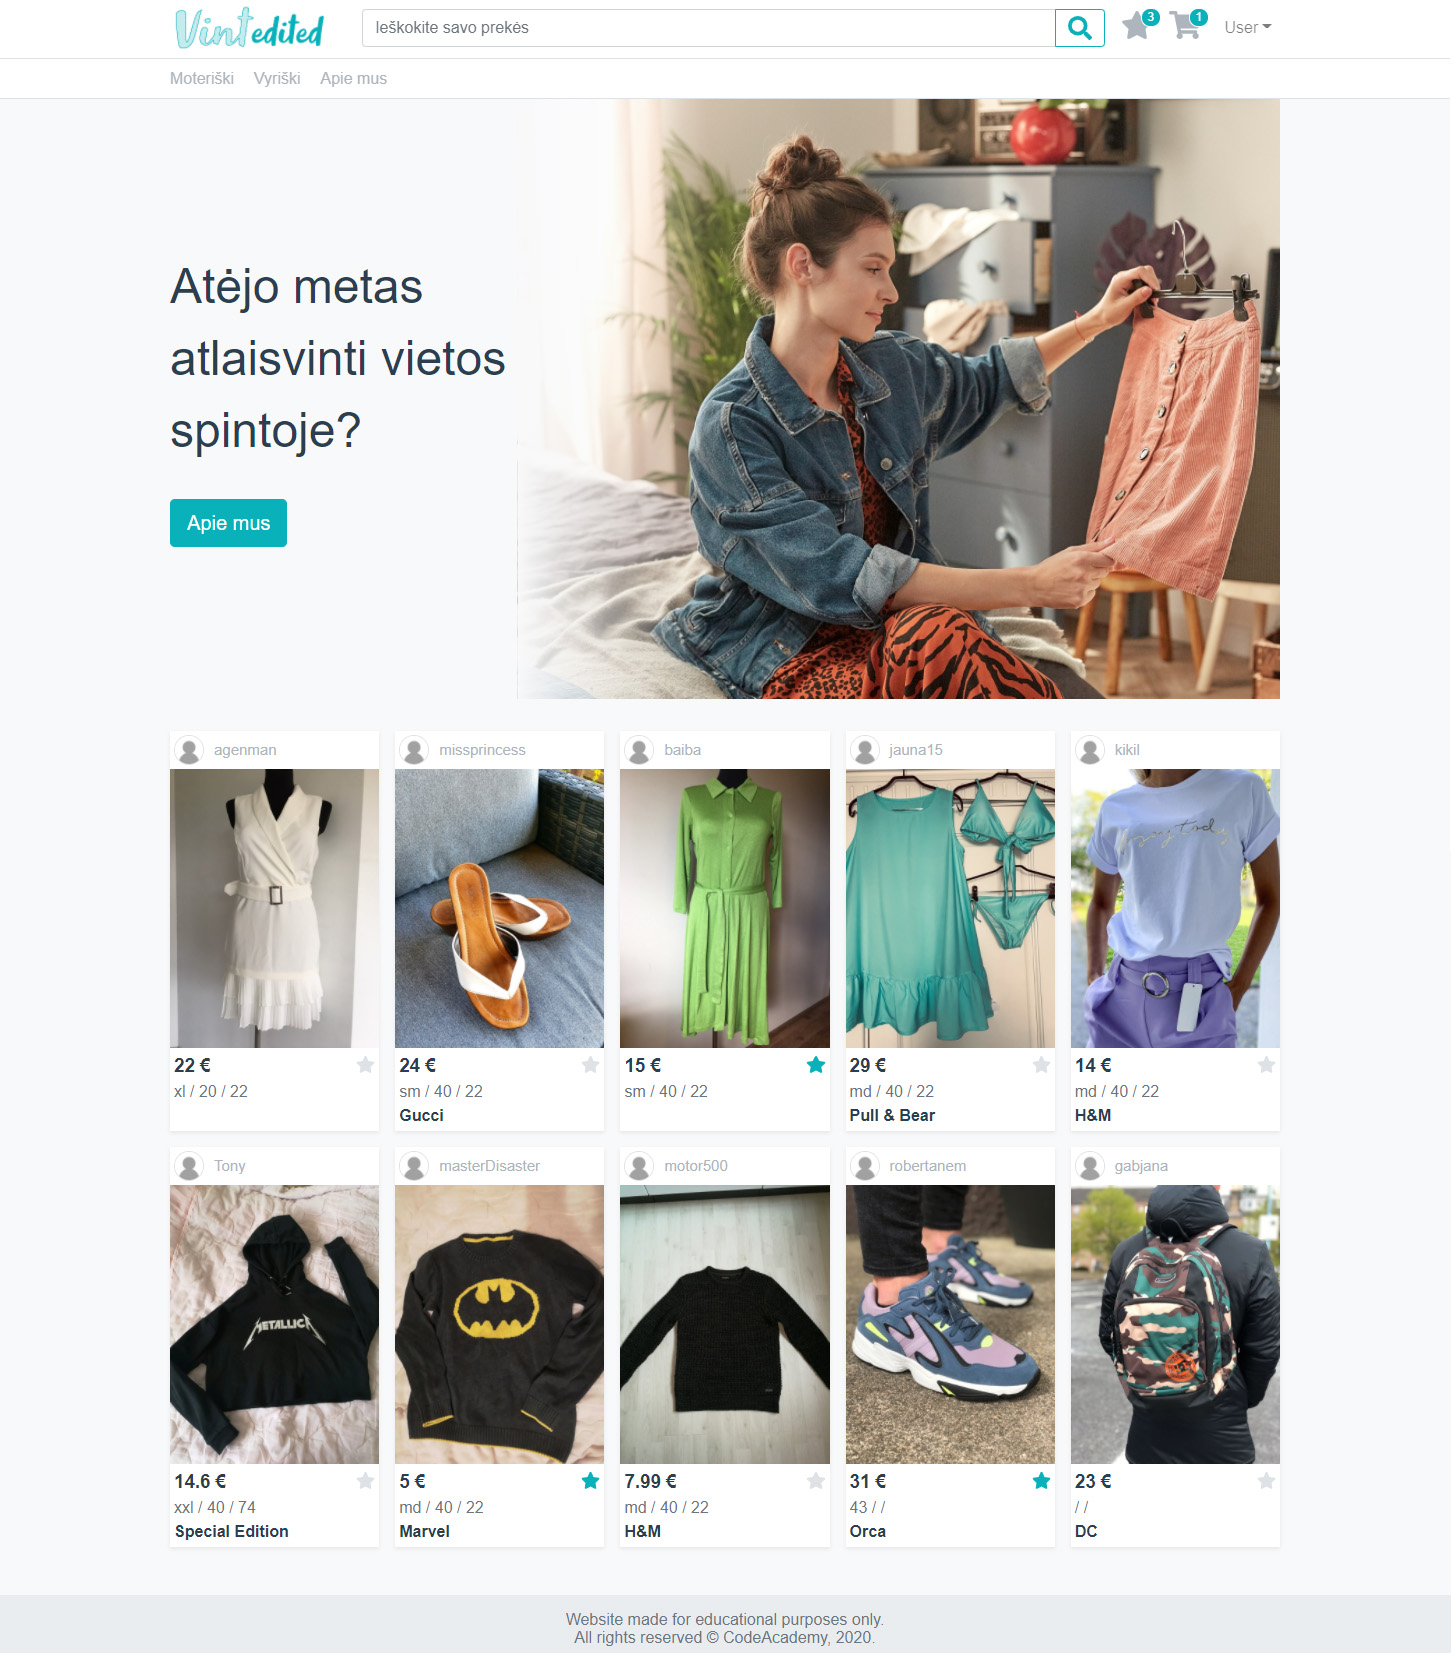 Vintedited
Ieškokite savo prekės
3
1
User
Moteriški
Vyriški
Apie mus
Atėjo metas
atlaisvinti vietos
spintoje?
Apie mus
agenman
missprincess
baiba
jauna15
kikil
22 €
24 €
15 €
29 €
14 €
xl / 20 / 22
sm / 40 / 22
sm / 40 / 22
md / 40 / 22
md / 40 / 22
Gucci
Pull & Bear
H&M
Tony
masterDisaster
motor500
robertanem
gabjana
METALLICA
14.6 €
5 €
7.99 €
31 €
23 €
xxl / 40 / 74
md / 40 / 22
md / 40 / 22
43 / /
/ /
Special Edition
Marvel
H&M
Orca
DC
Website made for educational purposes only.
All rights reserved © CodeAcademy, 2020.